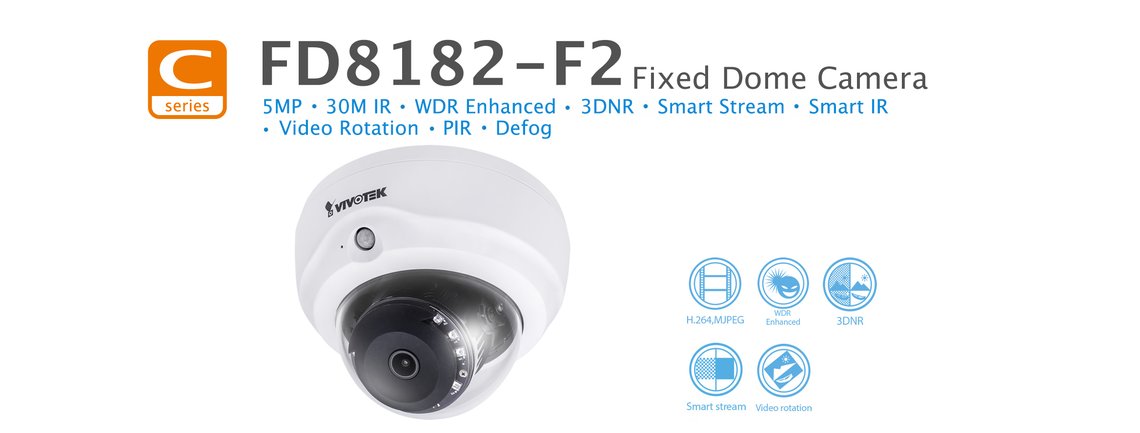 C
series
FD8182-F2 Fixed Dome Camera
5MP • 30M IR • WDR Enhanced • 3DNR • Smart Stream • Smart IR
• Video Rotation • PIR • Defog
VIVOTEK
H.264,MJPEG
WDR
Enhanced
3DNR
Smart stream
Video rotation